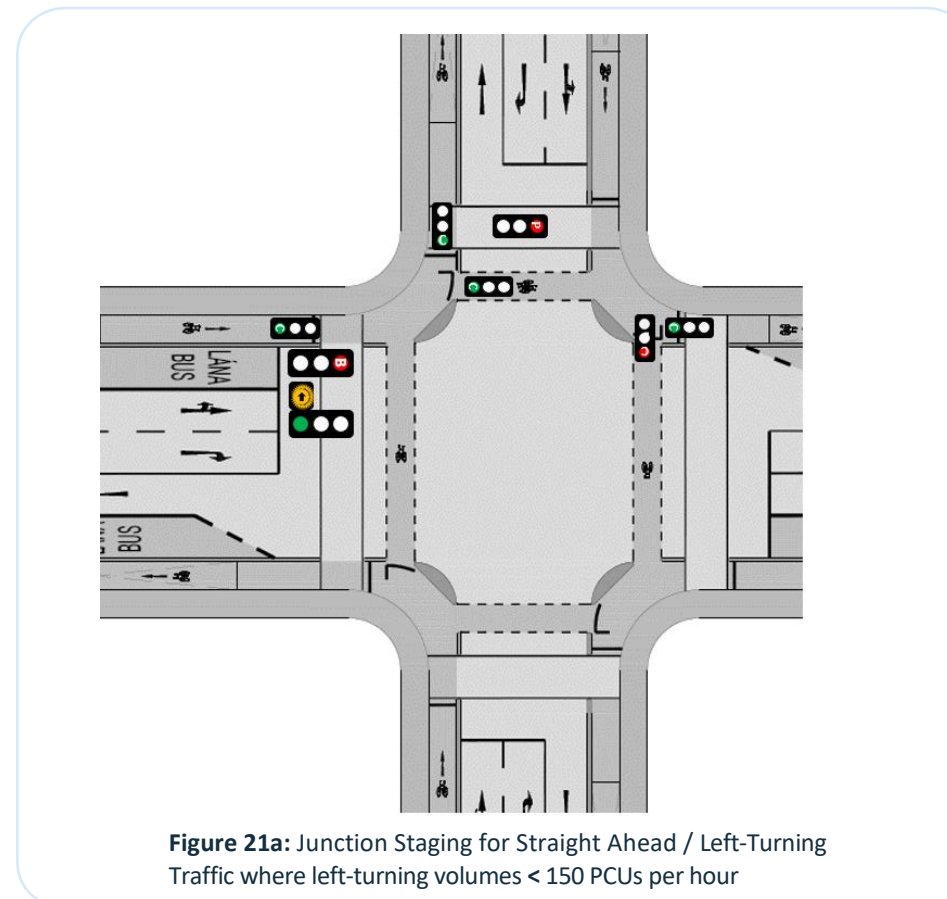 P
C
C
C
C
C
B
LÁNA
BUS
BUS
Figure 21a: Junction Staging for Straight Ahead / Left-Turning
Traffic where left-turning volumes < 150 PCUs per hour